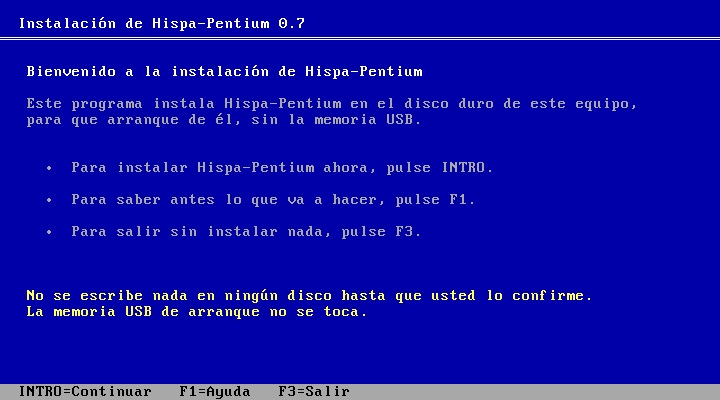 Instalación de Hispa-Pentium 0.7
Bienvenido a la instalación de Hispa-Pentium
Este programa instala Hispa-Pentium en el disco duro de este equipo,
para que arranque de él, sin la memoria USB.
• Para instalar Hispa-Pentium ahora, pulse INTRO.
• Para saber antes lo que va a hacer, pulse F1.
• Para salir sin instalar nada, pulse F3.
No se escribe nada en ningún disco hasta que usted lo confirme.
La memoria USB de arranque no se toca.
INTRO=Continuar F1=Ayuda F3=Salir